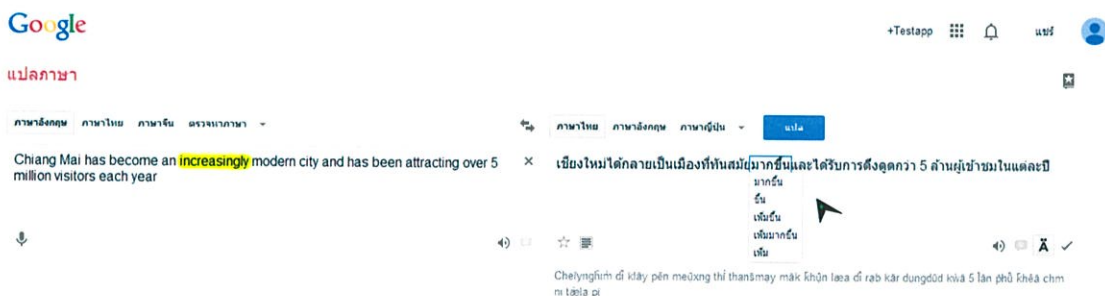 Google
+Testapp แชร์
แปลภาษา
ภาษาอังกฤษ ภาษาไทย ภาษาจีน ตรวจหาภาษา
ภาษาไทย ภาษาอังกฤษ ภาษาญี่ปุ่น แปล
Chiang Mai has become an increasingly modern city and has been attracting over 5
million visitors each year
เชียงใหม่ได้กลายเป็นเมืองที่ทันสมัยมากขึ้นและได้รับการดึงดูดกว่า 5 ล้านผู้เข้าชมในแต่ละปี
มากขึ้น
ขึ้น
เพิ่มขึ้น
เพิ่มมากขึ้น
เพิ่ม
Ä
5 lān